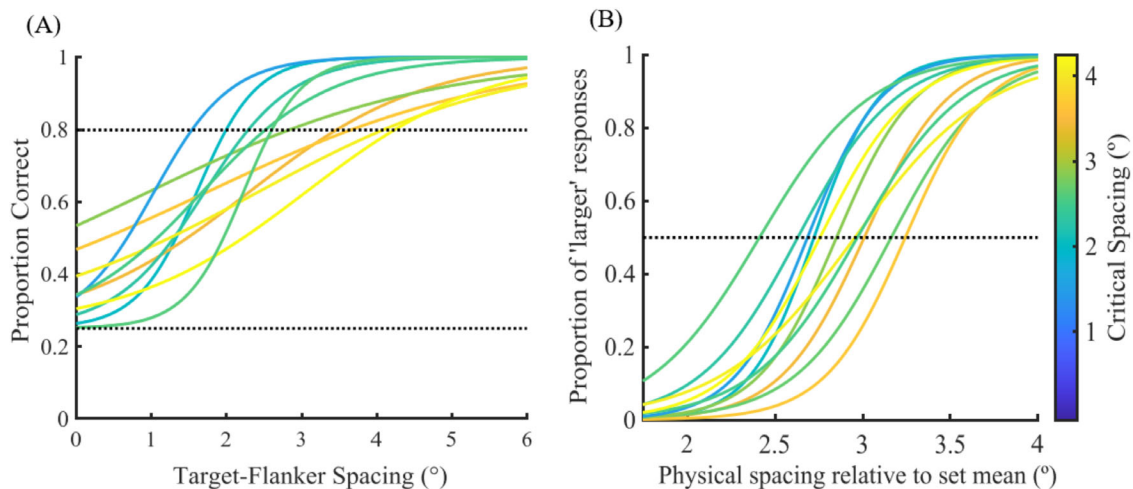 (A)
Proportion Correct
1
0.8
0.6
0.4
0.2
0
0 1 2 3 4 5 6
Target-Flanker Spacing (°)
(B)
Proportion of 'larger' responses
1
0.8
0.6
0.4
0.2
0
2 2.5 3 3.5 4
Physical spacing relative to set mean (º)
4
3
2
1
Critical Spacing (º)